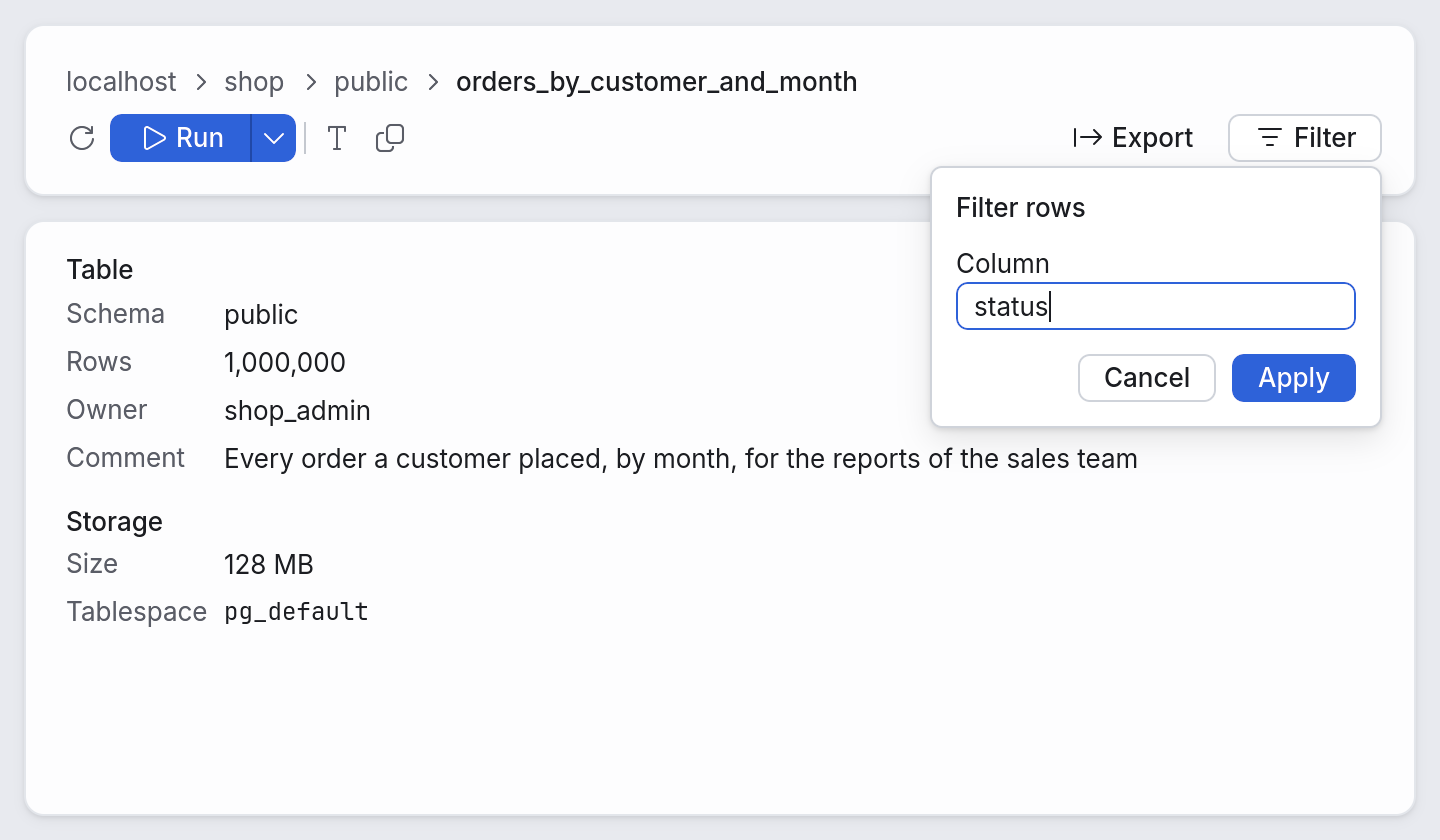 localhost shop public orders_by_customer_and_month
Run Export Filter
Filter rows
Column
status
Cancel Apply
Table
Schema public
Rows 1,000,000
Owner shop_admin
Comment Every order a customer placed, by month, for the reports of the sales team
Storage
Size 128 MB
Tablespace pg_default